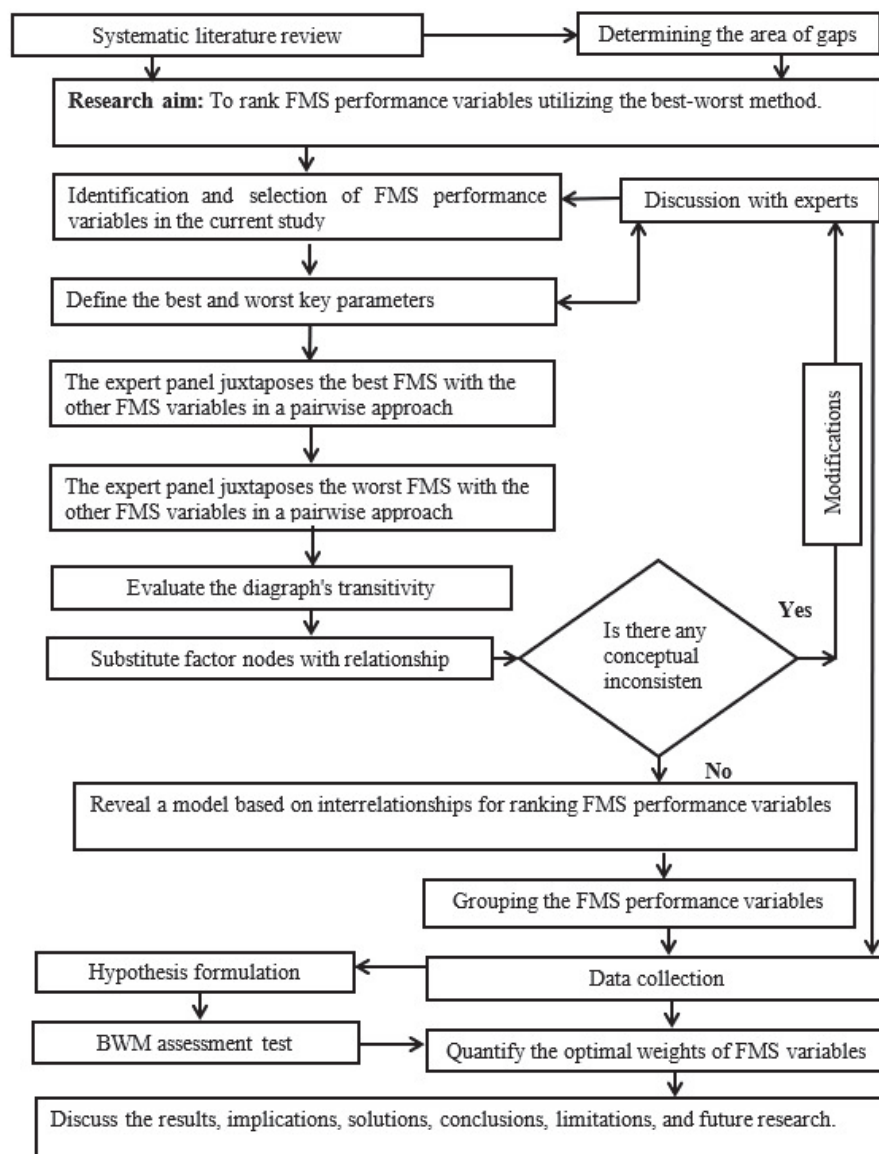 Systematic literature review
Determining the area of gaps
Research aim: To rank FMS performance variables utilizing the best-worst method.
Identification and selection of FMS performance
variables in the current study
Discussion with experts
Define the best and worst key parameters
The expert panel juxtaposes the best FMS with the
other FMS variables in a pairwise approach
Modifications
The expert panel juxtaposes the worst FMS with the
other FMS variables in a pairwise approach
Evaluate the diagraph's transitivity
Substitute factor nodes with relationship
Is there any
conceptual
inconsisten
Yes
No
Reveal a model based on interrelationships for ranking FMS performance variables
Grouping the FMS performance variables
Hypothesis formulation
Data collection
BWM assessment test
Quantify the optimal weights of FMS variables
Discuss the results, implications, solutions, conclusions, limitations, and future research.